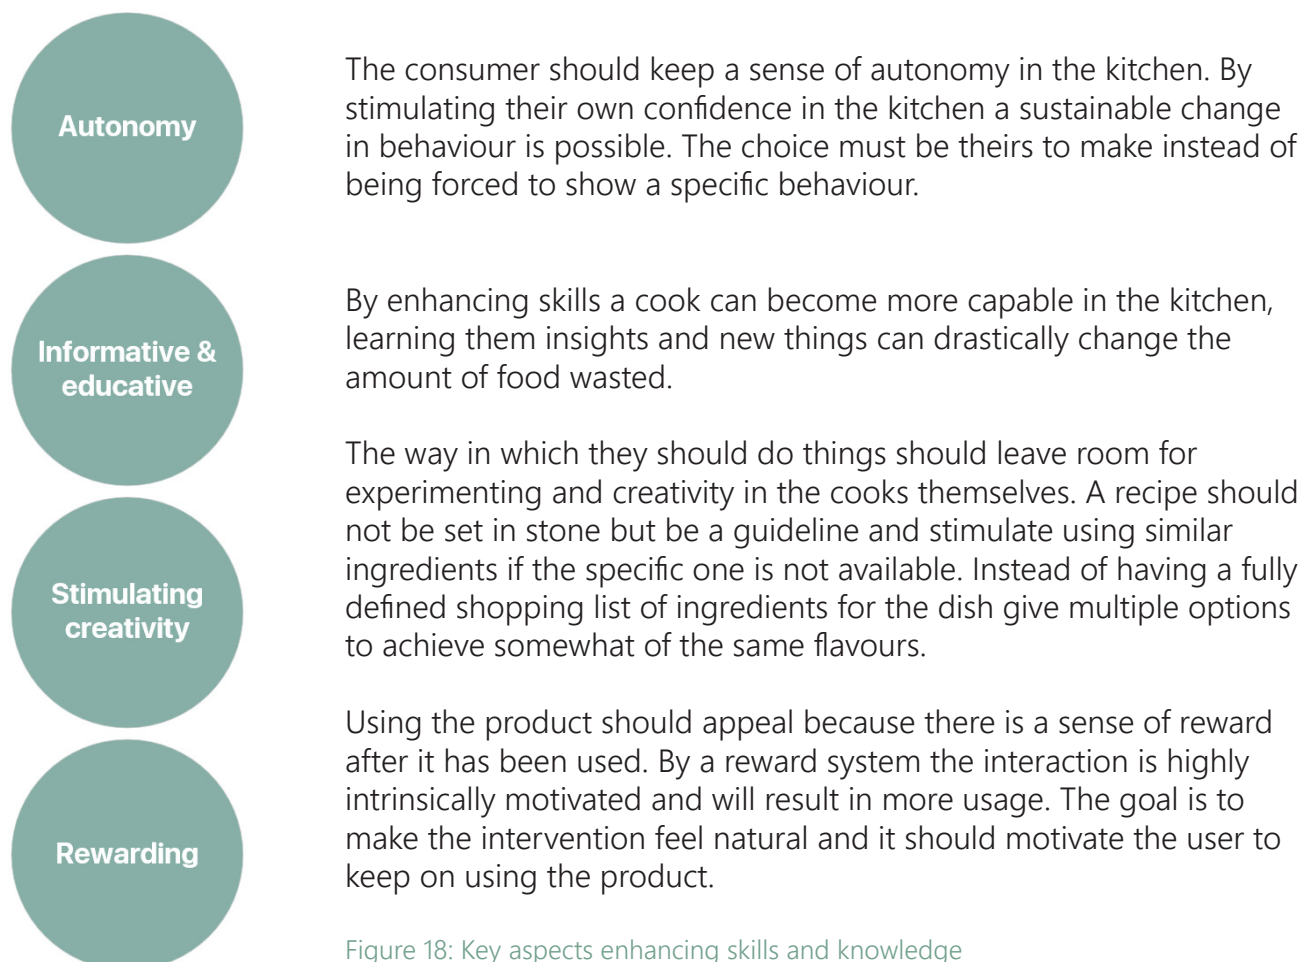 Autonomy
The consumer should keep a sense of autonomy in the kitchen. By
stimulating their own confidence in the kitchen a sustainable change
in behaviour is possible. The choice must be theirs to make instead of
being forced to show a specific behaviour.
Informative &
educative
By enhancing skills a cook can become more capable in the kitchen,
learning them insights and new things can drastically change the
amount of food wasted.
Stimulating
creativity
The way in which they should do things should leave room for
experimenting and creativity in the cooks themselves. A recipe should
not be set in stone but be a guideline and stimulate using similar
ingredients if the specific one is not available. Instead of having a fully
defined shopping list of ingredients for the dish give multiple options
to achieve somewhat of the same flavours.
Rewarding
Using the product should appeal because there is a sense of reward
after it has been used. By a reward system the interaction is highly
intrinsically motivated and will result in more usage. The goal is to
make the intervention feel natural and it should motivate the user to
keep on using the product.
Figure 18: Key aspects enhancing skills and knowledge